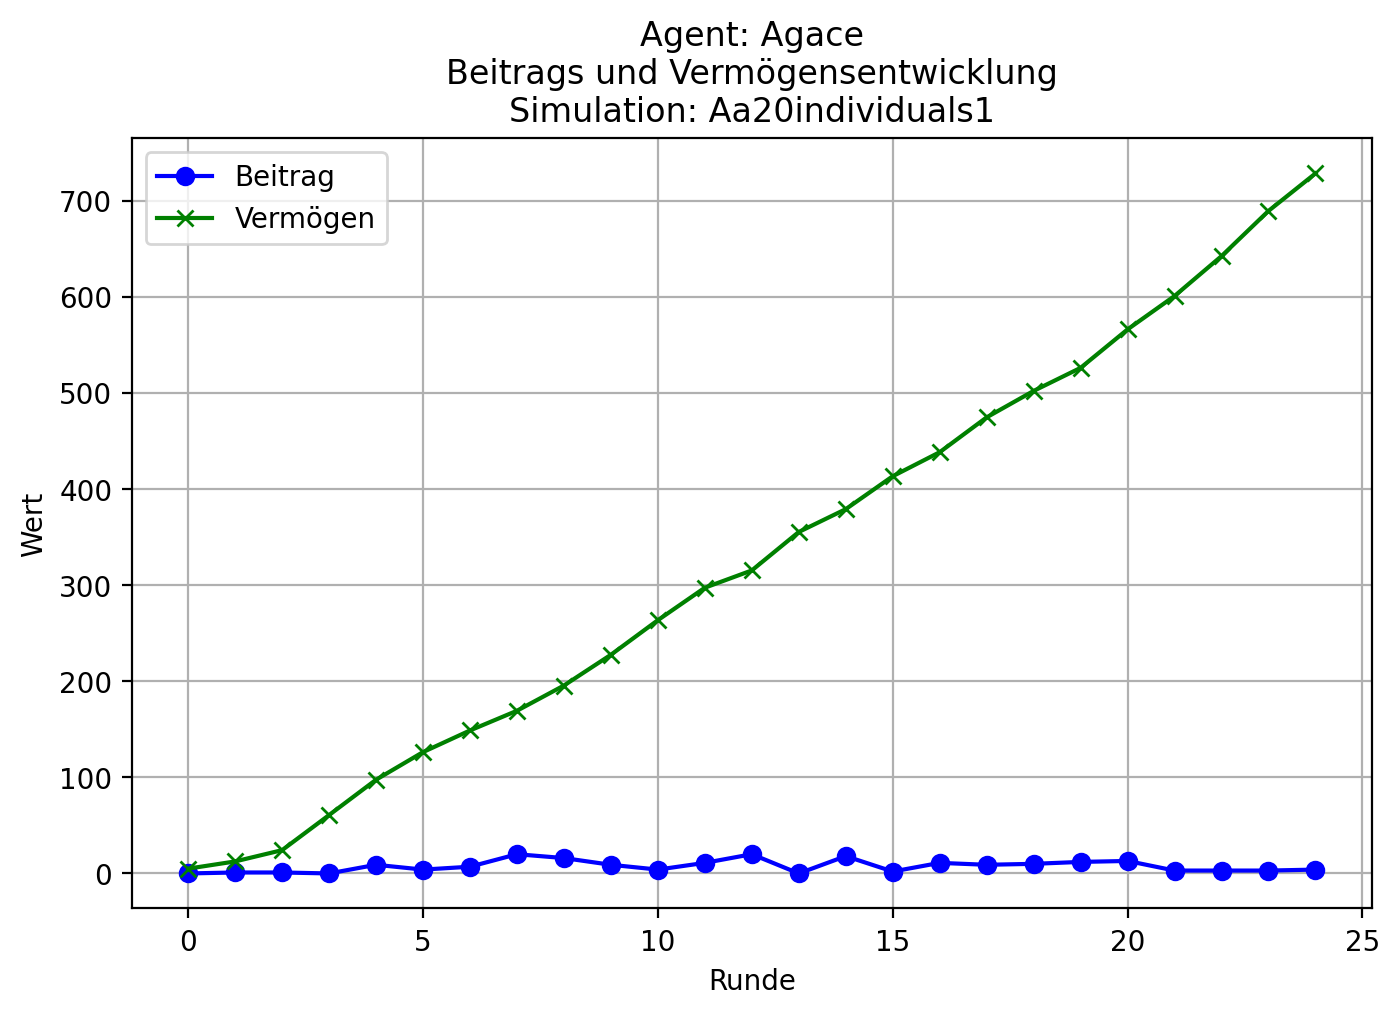 Agent: Agace
Beitrags und Vermögensentwicklung
Simulation: Aa20individuals1
Beitrag
Vermögen
700
600
500
400
300
200
100
0
Wert
0 5 10 15 20 25
Runde